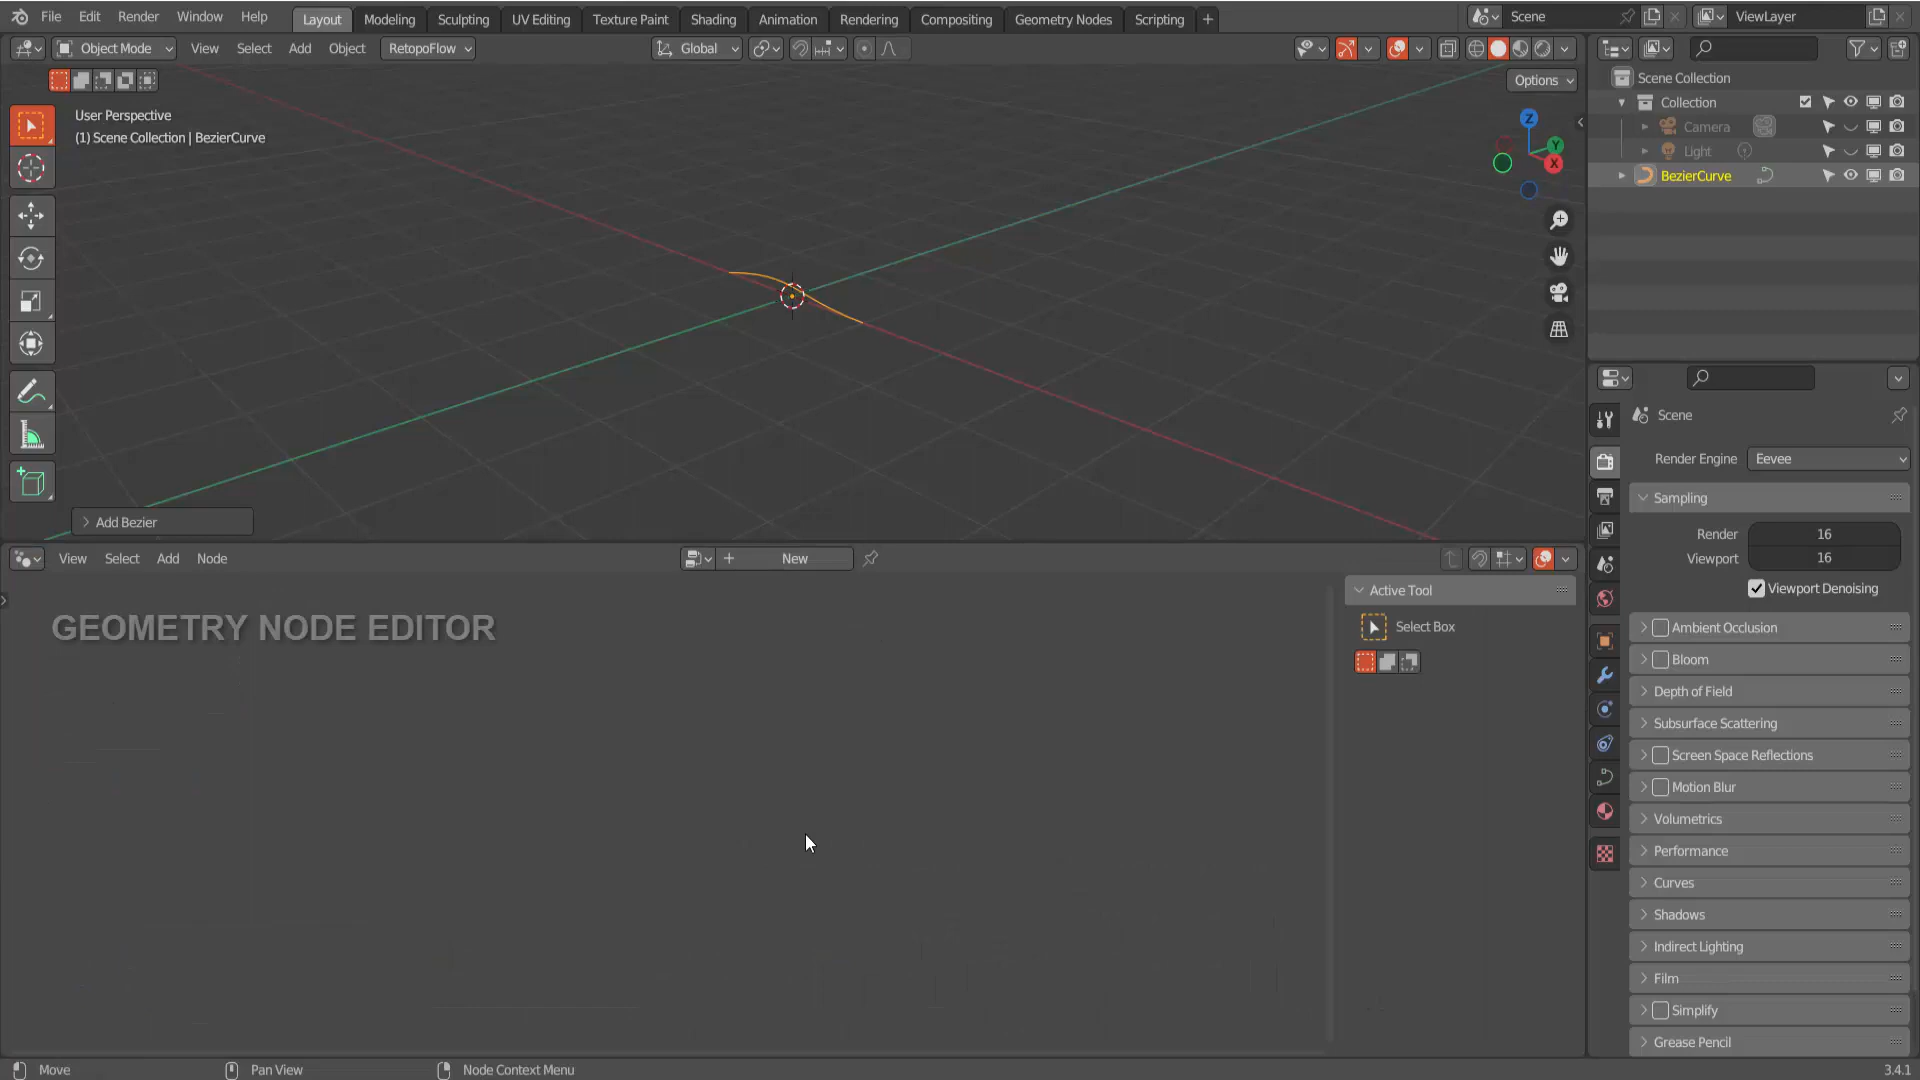 File Edit Render Window Help
Layout Modeling Sculpting UV Editing Texture Paint Shading Animation Rendering Compositing Geometry Nodes Scripting +
Scene
ViewLayer
Object Mode View Select Add Object RetopoFlow
Global
Options
User Perspective
(1) Scene Collection | BezierCurve
Z
Y
X
Add Bezier
Scene Collection
Collection
Camera
Light
BezierCurve
Scene
Render Engine Eevee
Sampling
Render 16
Viewport 16
Viewport Denoising
Ambient Occlusion
Bloom
Depth of Field
Subsurface Scattering
Screen Space Reflections
Motion Blur
Volumetrics
Performance
Curves
Shadows
Indirect Lighting
Film
Simplify
Grease Pencil
View Select Add Node
New
GEOMETRY NODE EDITOR
Active Tool
Select Box
Move
Pan View
Node Context Menu
3.4.1